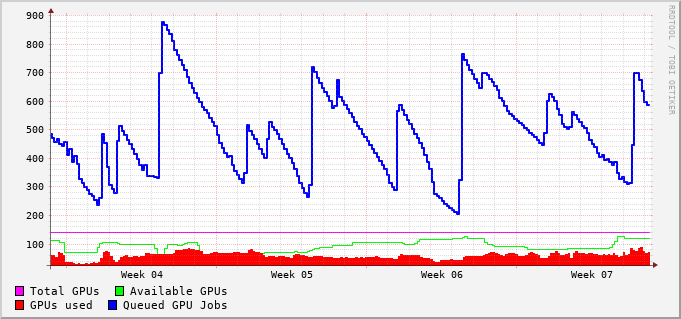 900
800
700
600
500
400
300
200
100
Week 04 Week 05 Week 06 Week 07
Total GPUs Available GPUs
GPUs used Queued GPU Jobs
RRDTOOL / TOBI OETIKER